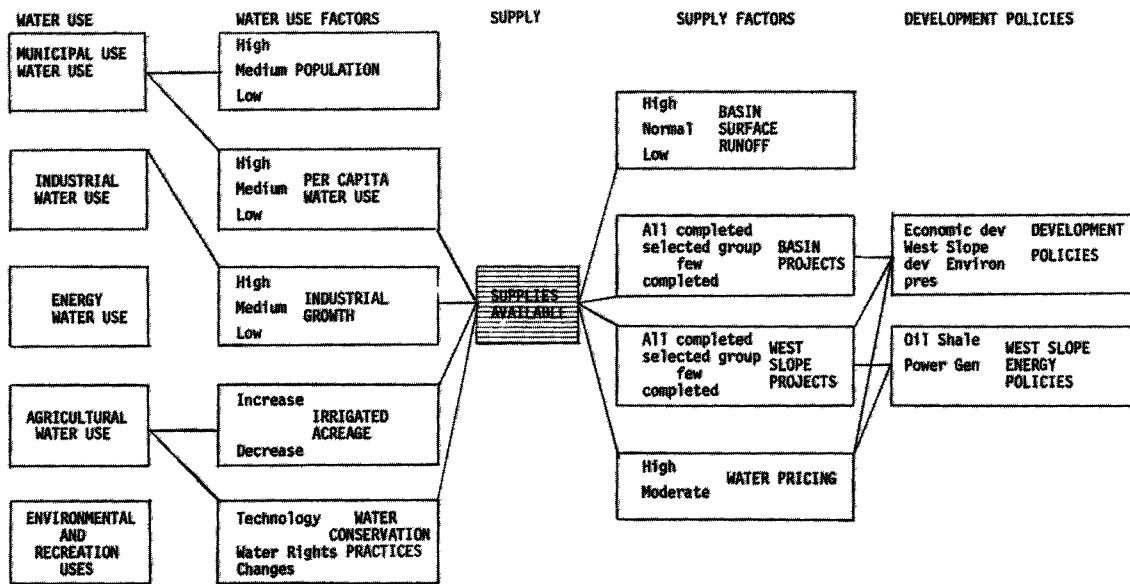 WATER USE
WATER USE FACTORS
SUPPLY
SUPPLY FACTORS
DEVELOPMENT POLICIES
MUNICIPAL USE
WATER USE
INDUSTRIAL
WATER USE
ENERGY
WATER USE
AGRICULTURAL
WATER USE
ENVIRONMENTAL
AND
RECREATION
USES
High
Medium POPULATION
Low
High
Medium PER CAPITA
WATER USE
Low
High
Medium INDUSTRIAL
GROWTH
Low
Increase
IRRIGATED
ACREAGE
Decrease
Technology WATER
CONSERVATION
Water Rights PRACTICES
Changes
SUPPLIES
AVAILABLE
High BASIN
Normal SURFACE
Low RUNOFF
All completed
selected group BASIN
few PROJECTS
completed
All completed
selected group WEST
few SLOPE
completed PROJECTS
High
Moderate WATER PRICING
Economic dev DEVELOPMENT
West Slope
dev Environ POLICIES
pres
Oil Shale WEST SLOPE
Power Gen ENERGY
POLICIES